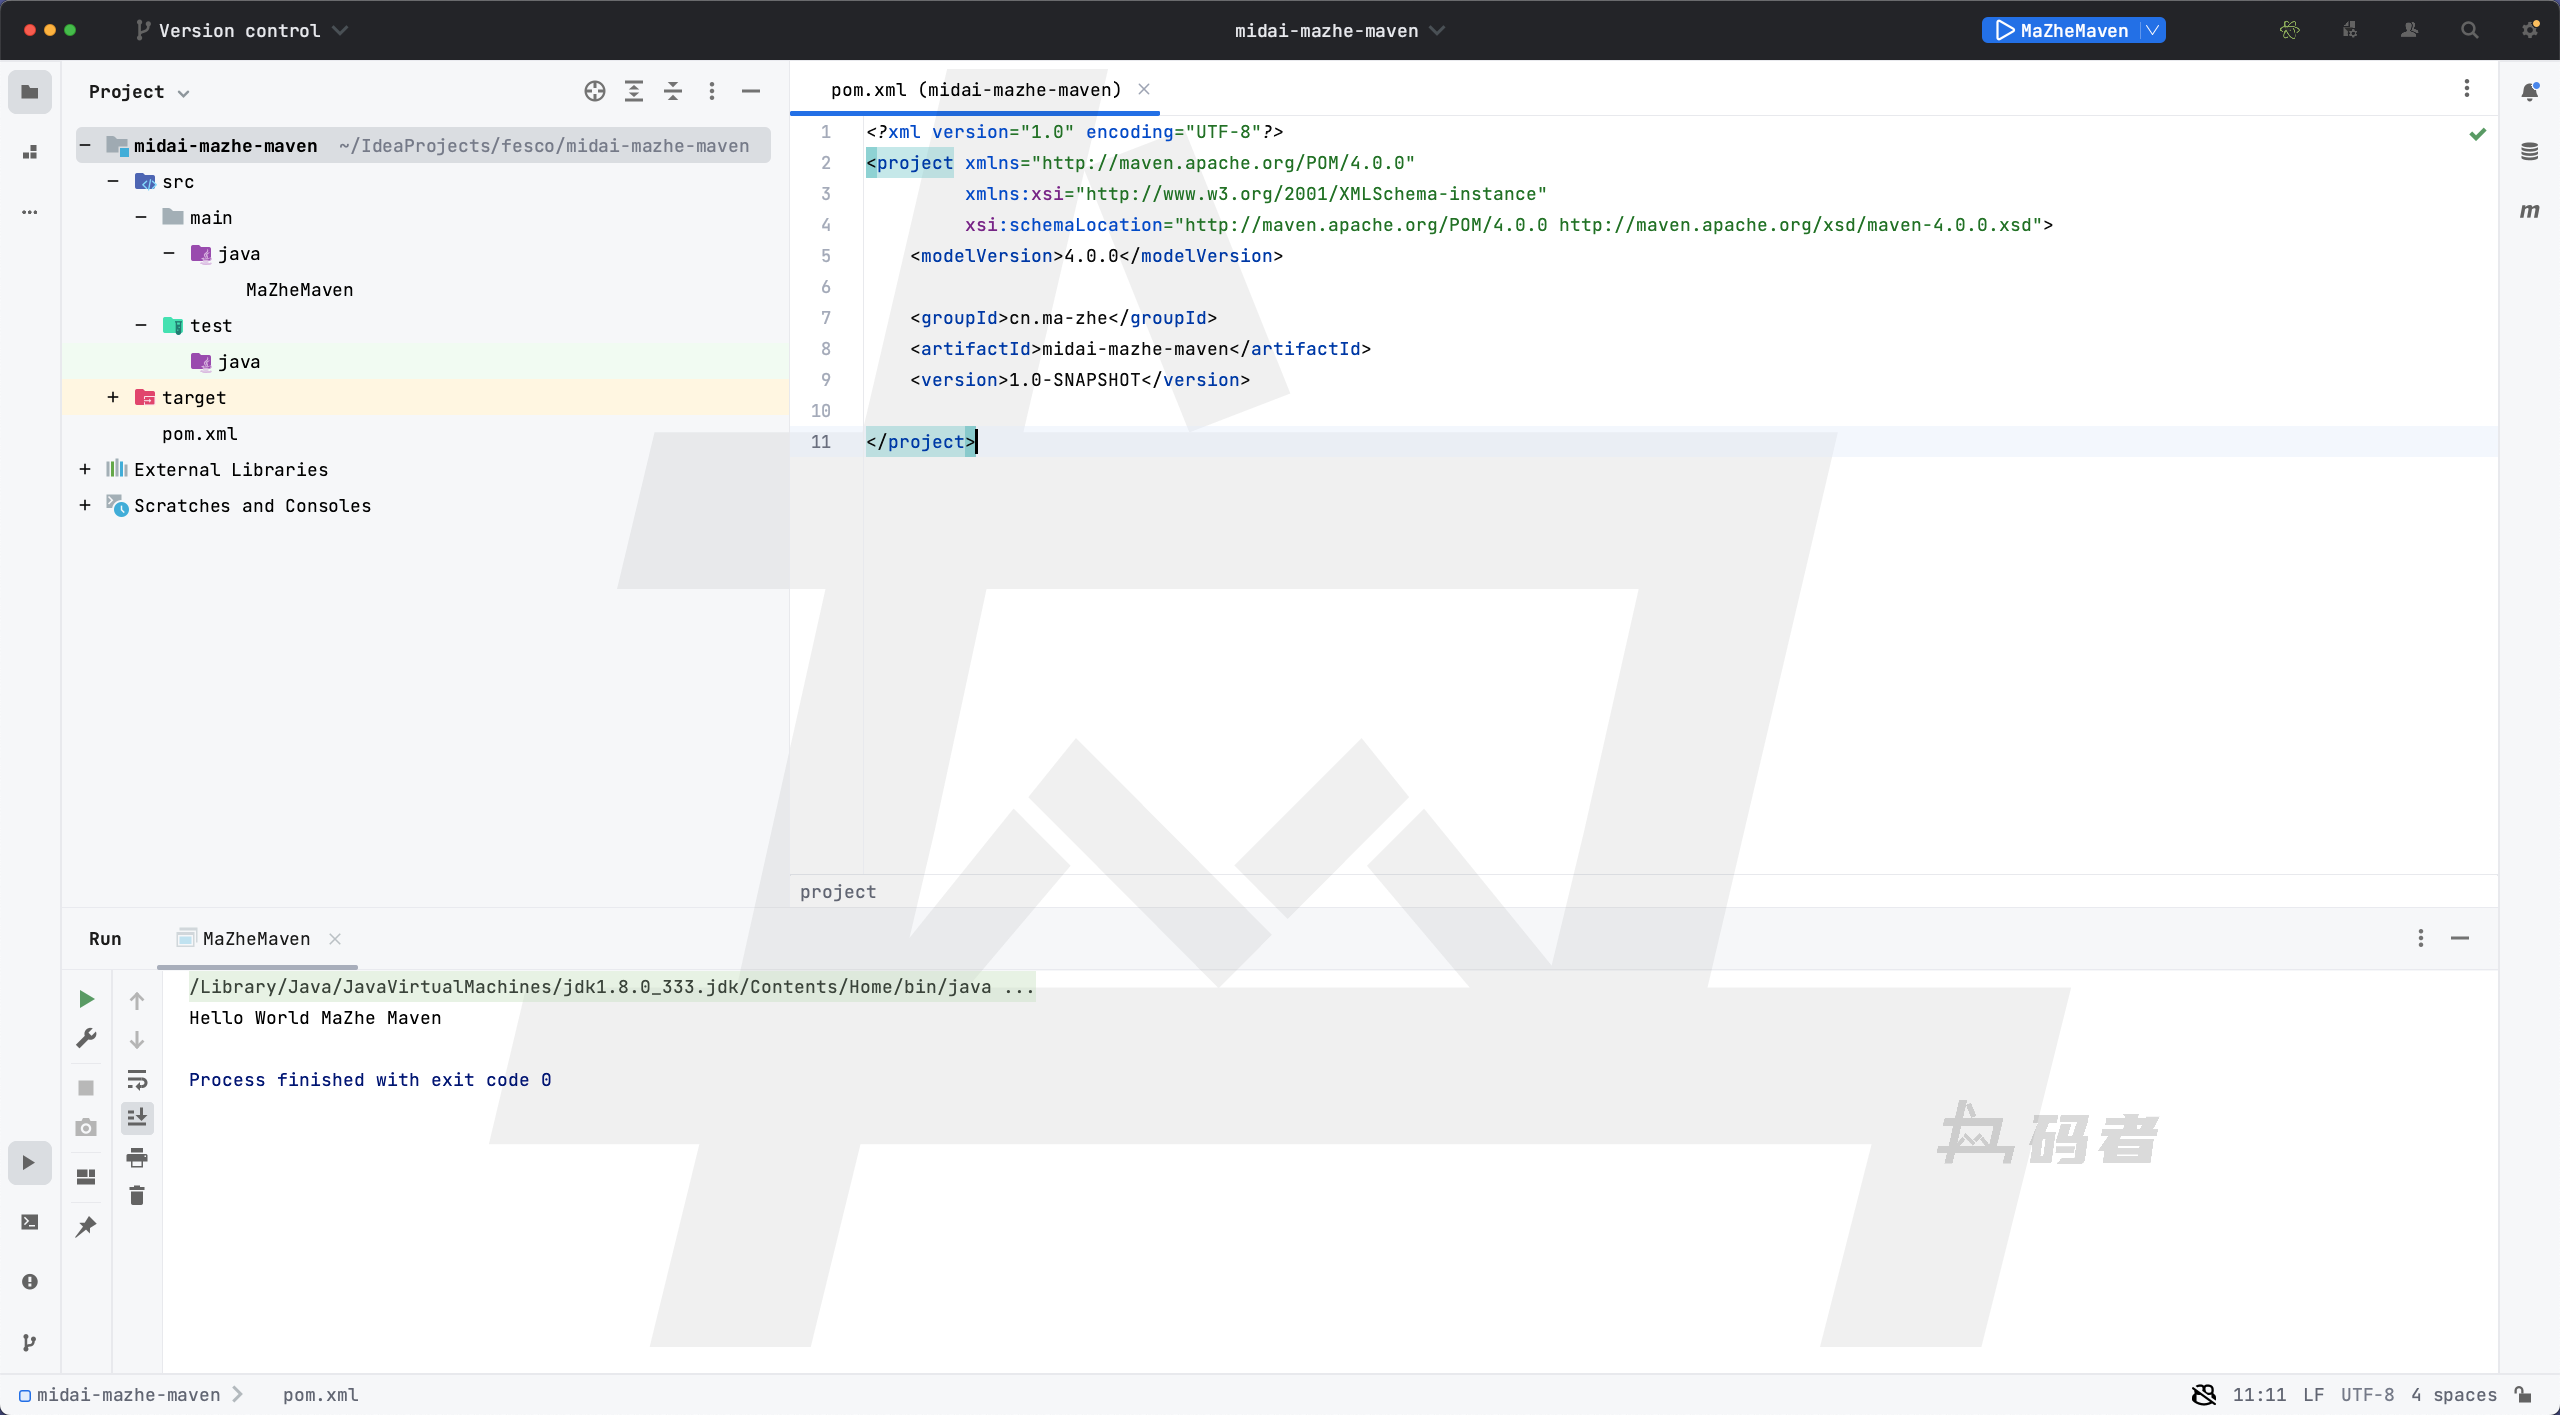 Version control
midai-mazhe-maven
MaZheMaven
Project
pom.xml (midai-mazhe-maven)
midai-mazhe-maven ~/IdeaProjects/fesco/midai-mazhe-maven
src
main
java
MaZheMaven
test
java
target
pom.xml
External Libraries
Scratches and Consoles
1 <?xml version="1.0" encoding="UTF-8"?>
2 <project xmlns="http://maven.apache.org/POM/4.0.0"
3 xmlns:xsi="http://www.w3.org/2001/XMLSchema-instance"
4 xsi:schemaLocation="http://maven.apache.org/POM/4.0.0 http://maven.apache.org/xsd/maven-4.0.0.xsd">
5 <modelVersion>4.0.0</modelVersion>
6
7 <groupId>cn.ma-zhe</groupId>
8 <artifactId>midai-mazhe-maven</artifactId>
9 <version>1.0-SNAPSHOT</version>
10
11 </project>
project
m
Run
MaZheMaven
/Library/Java/JavaVirtualMachines/jdk1.8.0_333.jdk/Contents/Home/bin/java ...
Hello World MaZhe Maven
Process finished with exit code 0
码者
midai-mazhe-maven
pom.xml
11:11 LF UTF-8 4 spaces